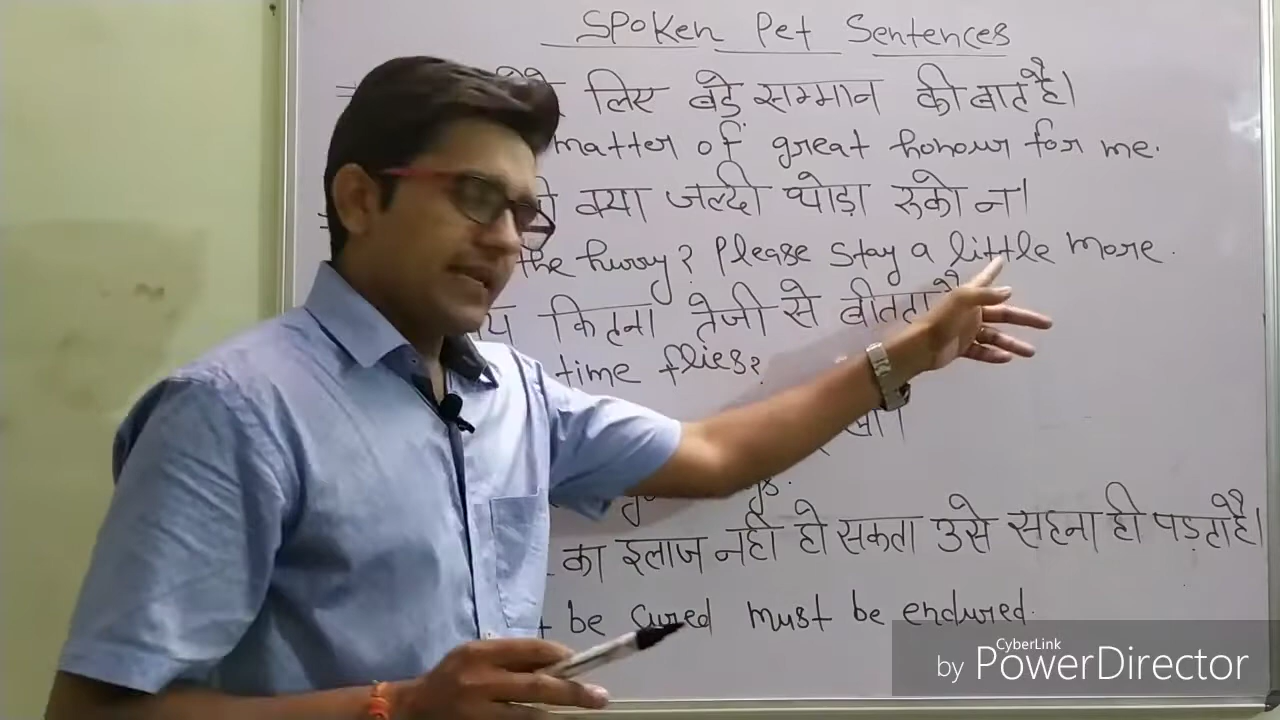 Spoken Pet Sentences
लिए बड़े सम्मान की बात है।
matter of great honour for me.
क्या जल्दी थोड़ा रुको न।
the hurry? Please stay a little more.
कितना तेजी से बीतता है
time flies?
का इलाज नही हो सकता उसे सहना ही पड़ता है।
be cured must be endured.
CyberLink
by PowerDirector